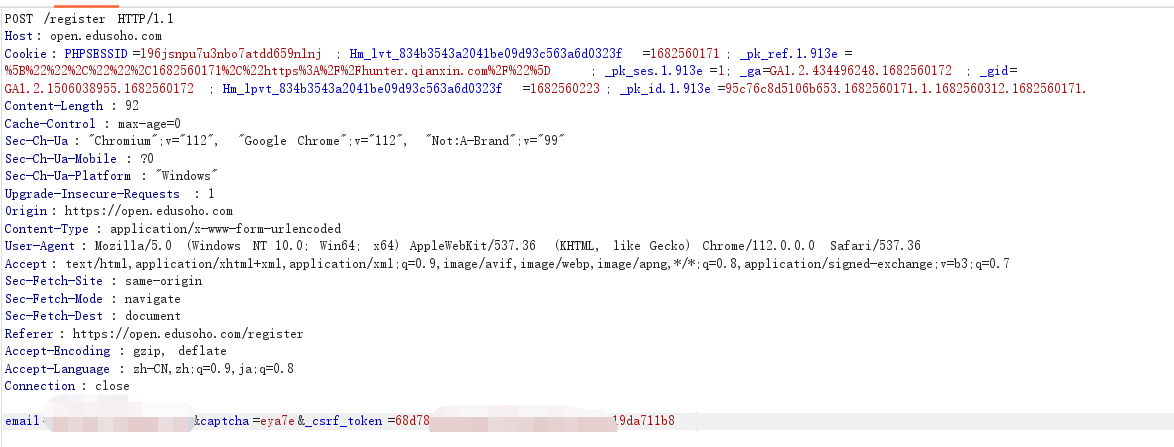 POST /register HTTP/1.1
Host : open.edusoho.com
Cookie : PHPSESSID =196jsnpu7u3nbo7atdd659nlnj ; Hm_lvt_834b3543a2041be09d93c563a6d0323f =1682560171 ; _pk_ref.1.913e =
%5B%22%22%2C%22%22%2C1682560171%2C%22https%3A%2F%2Fhunter.qianxin.com%2F%22%5D ; _pk_ses.1.913e =1; _ga=GA1.2.434496248.1682560172 ; _gid=
GA1.2.1506038955.1682560172 ; Hm_lpvt_834b3543a2041be09d93c563a6d0323f =1682560223 ; _pk_id.1.913e =95c76c8d5106b653.1682560171.1.1682560312.1682560171.
Content-Length : 92
Cache-Control : max-age=0
Sec-Ch-Ua : "Chromium";v="112", "Google Chrome";v="112", "Not:A-Brand";v="99"
Sec-Ch-Ua-Mobile : ?0
Sec-Ch-Ua-Platform : "Windows"
Upgrade-Insecure-Requests : 1
Origin : https://open.edusoho.com
Content-Type : application/x-www-form-urlencoded
User-Agent : Mozilla/5.0 (Windows NT 10.0; Win64; x64) AppleWebKit/537.36 (KHTML, like Gecko) Chrome/112.0.0.0 Safari/537.36
Accept : text/html,application/xhtml+xml,application/xml;q=0.9,image/avif,image/webp,image/apng,*/*;q=0.8,application/signed-exchange;v=b3;q=0.7
Sec-Fetch-Site : same-origin
Sec-Fetch-Mode : navigate
Sec-Fetch-Dest : document
Referer : https://open.edusoho.com/register
Accept-Encoding : gzip, deflate
Accept-Language : zh-CN,zh;q=0.9,ja;q=0.8
Connection : close
email &captcha =eya7e &_csrf_token =68d78 19da711b8